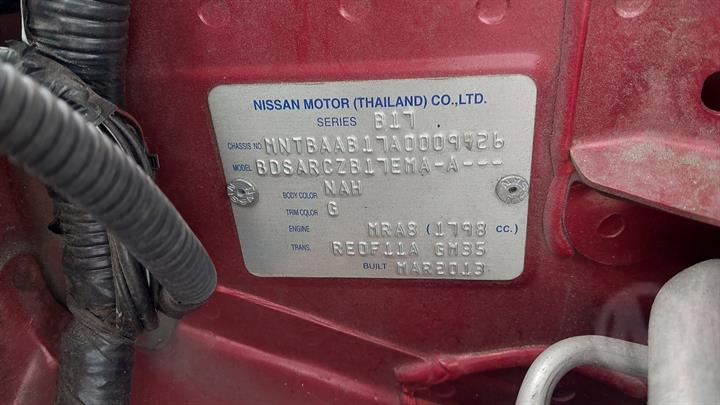 NISSAN MOTOR (THAILAND) CO.,LTD.
SERIES B17
CHASSIS NO. MNTBAAB17A0009426
MODEL BDSARCZB17EMA-A---
BODY COLOR NAH
TRIM COLOR G
ENGINE MRA8 (1798 CC.)
TRANS. RE0F11A GM35
BUILT MAR2013